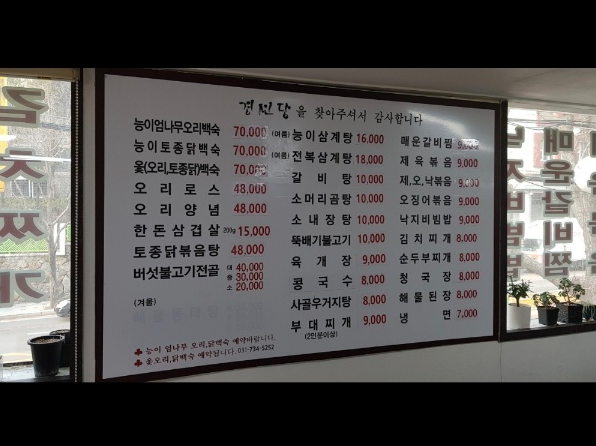 경민당 을 찾아주셔서 감사합니다
능이엄나무오리백숙 70,000
능이토종닭백숙 70,000
옻(오리,토종닭)백숙 70,000
오리로스 48,000
오리양념 48,000
한돈삼겹살 200g 15,000
토종닭볶음탕 48,000
버섯불고기전골 대 40,000
중 30,000
소 20,000
(겨울)
♣ 능이 엄나무 오리,닭백숙 예약바랍니다.
♣ 옻오리,닭백숙 예약됩니다. 031-734-5252
(여름) 능이삼계탕 16,000
(여름) 전복삼계탕 18,000
갈비탕 10,000
소머리곰탕 10,000
소내장탕 10,000
뚝배기불고기 10,000
육개장 9,000
콩국수 8,000
사골우거지탕 8,000
부대찌개 9,000
(2인분이상)
매운갈비찜 9,000
제육볶음 9,000
제,오,낙볶음 9,000
오징어볶음 9,000
낙지비빔밥 9,000
김치찌개 8,000
순두부찌개 8,000
청국장 8,000
해물된장 8,000
냉면 7,000
매운갈비찜